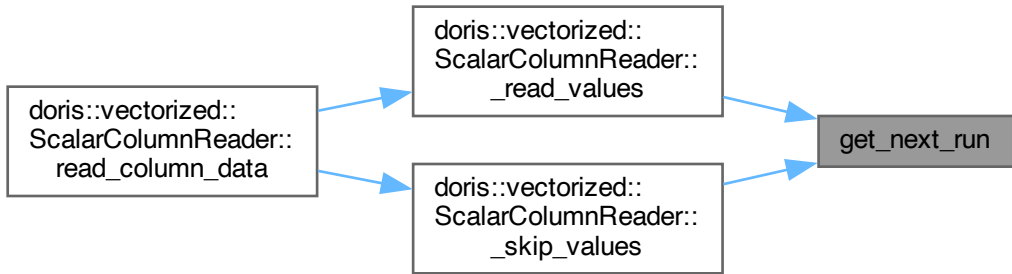 doris::vectorized::
ScalarColumnReader::
read_column_data
doris::vectorized::
ScalarColumnReader::
_read_values
doris::vectorized::
ScalarColumnReader::
_skip_values
get_next_run